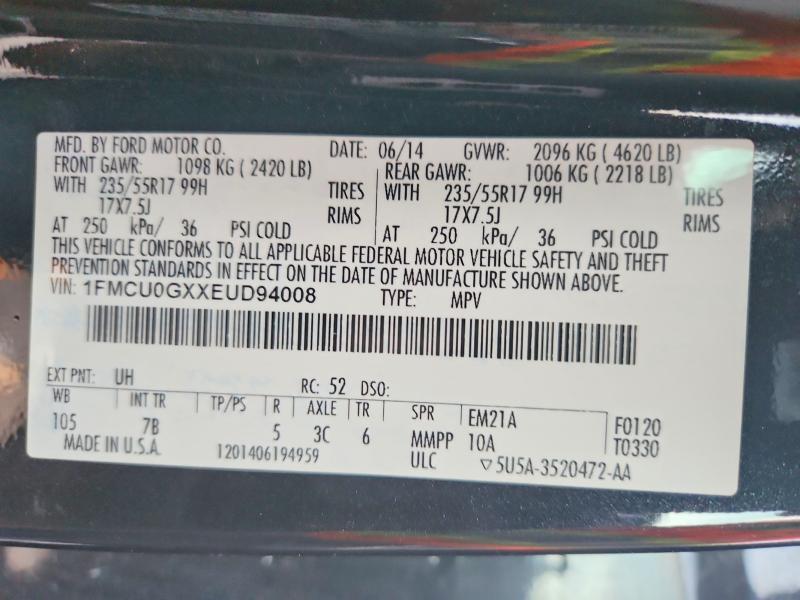 MFD. BY FORD MOTOR CO. DATE: 06/14 GVWR: 2096 KG ( 4620 LB)
FRONT GAWR: 1098 KG ( 2420 LB) REAR GAWR: 1006 KG ( 2218 LB)
WITH 235/55R17 99H TIRES WITH 235/55R17 99H TIRES
17X7.5J RIMS 17X7.5J RIMS
AT 250 kPa/ 36 PSI COLD AT 250 kPa/ 36 PSI COLD
THIS VEHICLE CONFORMS TO ALL APPLICABLE FEDERAL MOTOR VEHICLE SAFETY AND THEFT
PREVENTION STANDARDS IN EFFECT ON THE DATE OF MANUFACTURE SHOWN ABOVE.
VIN: 1FMCU0GXXEUD94008 TYPE: MPV
EXT PNT: UH RC: 52 DSO:
WB INT TR TP/PS R AXLE TR SPR EM21A F0120
105 7B 5 3C 6 MMPP 10A T0330
MADE IN U.S.A. 1201406194959 ULC ▽5U5A-3520472-AA